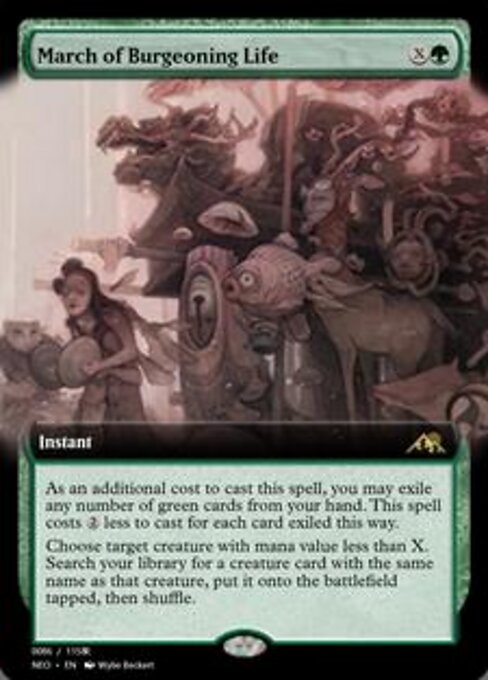 March of Burgeoning Life X
Instant
As an additional cost to cast this spell, you may exile
any number of green cards from your hand. This spell
costs 2 less to cast for each card exiled this way.
Choose target creature with mana value less than X.
Search your library for a creature card with the same
name as that creature, put it onto the battlefield
tapped, then shuffle.
NEO • EN Wylie Beckert